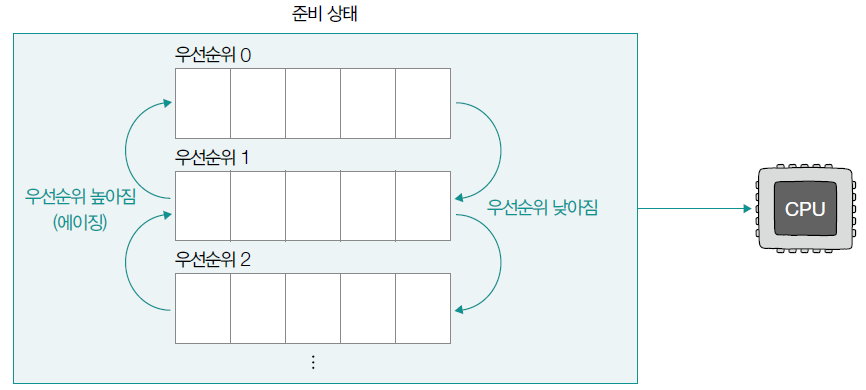 준비 상태
우선순위 0
우선순위 1
우선순위 높아짐
(에이징)
우선순위 낮아짐
CPU
우선순위 2
⋮